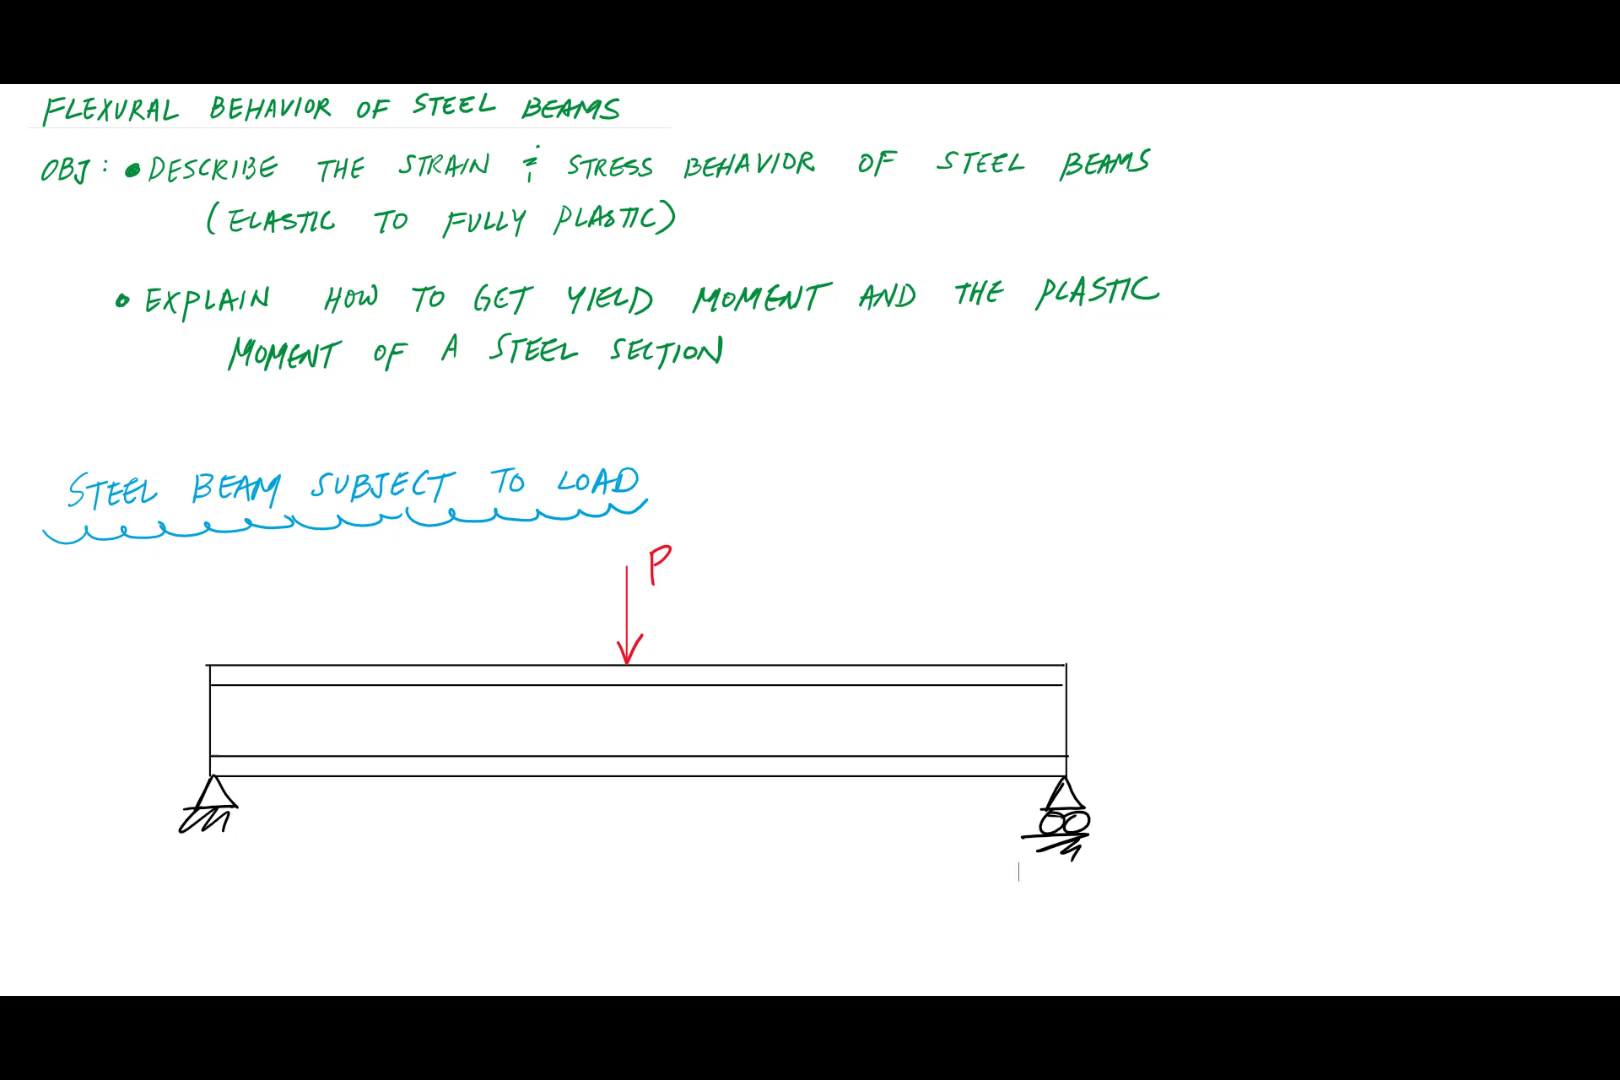 FLEXURAL BEHAVIOR OF STEEL BEAMS
OBJ: • DESCRIBE THE STRAIN & STRESS BEHAVIOR OF STEEL BEAMS
(ELASTIC TO FULLY PLASTIC)
• EXPLAIN HOW TO GET YIELD MOMENT AND THE PLASTIC
MOMENT OF A STEEL SECTION
STEEL BEAM SUBJECT TO LOAD
P